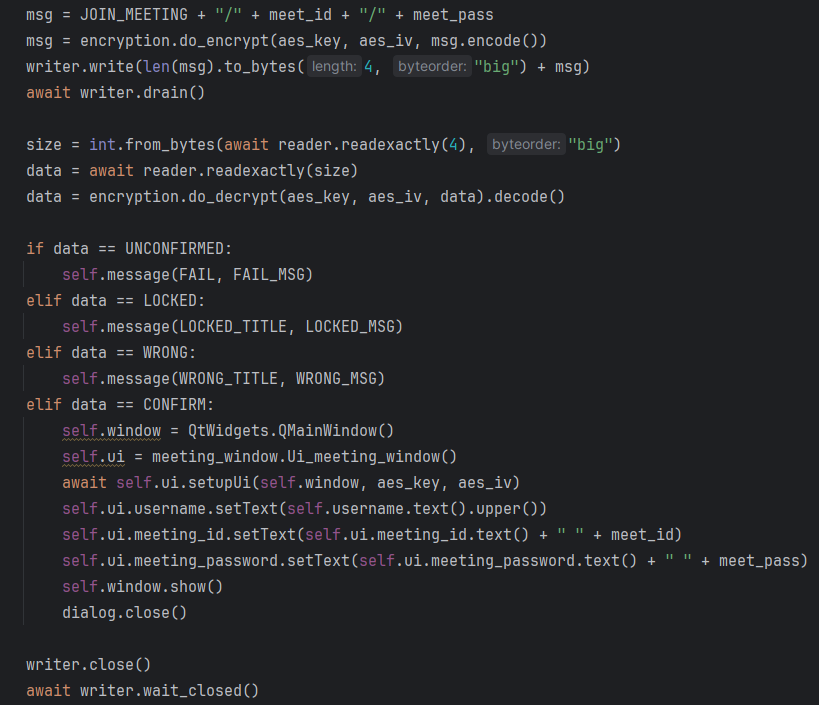 msg = JOIN_MEETING + "/" + meet_id + "/" + meet_pass
msg = encryption.do_encrypt(aes_key, aes_iv, msg.encode())
writer.write(len(msg).to_bytes( length: 4, byteorder: "big") + msg)
await writer.drain()
size = int.from_bytes(await reader.readexactly(4), byteorder: "big")
data = await reader.readexactly(size)
data = encryption.do_decrypt(aes_key, aes_iv, data).decode()
if data == UNCONFIRMED:
    self.message(FAIL, FAIL_MSG)
elif data == LOCKED:
    self.message(LOCKED_TITLE, LOCKED_MSG)
elif data == WRONG:
    self.message(WRONG_TITLE, WRONG_MSG)
elif data == CONFIRM:
    self.window = QtWidgets.QMainWindow()
    self.ui = meeting_window.Ui_meeting_window()
    await self.ui.setupUi(self.window, aes_key, aes_iv)
    self.ui.username.setText(self.username.text().upper())
    self.ui.meeting_id.setText(self.ui.meeting_id.text() + " " + meet_id)
    self.ui.meeting_password.setText(self.ui.meeting_password.text() + " " + meet_pass)
    self.window.show()
    dialog.close()
writer.close()
await writer.wait_closed()